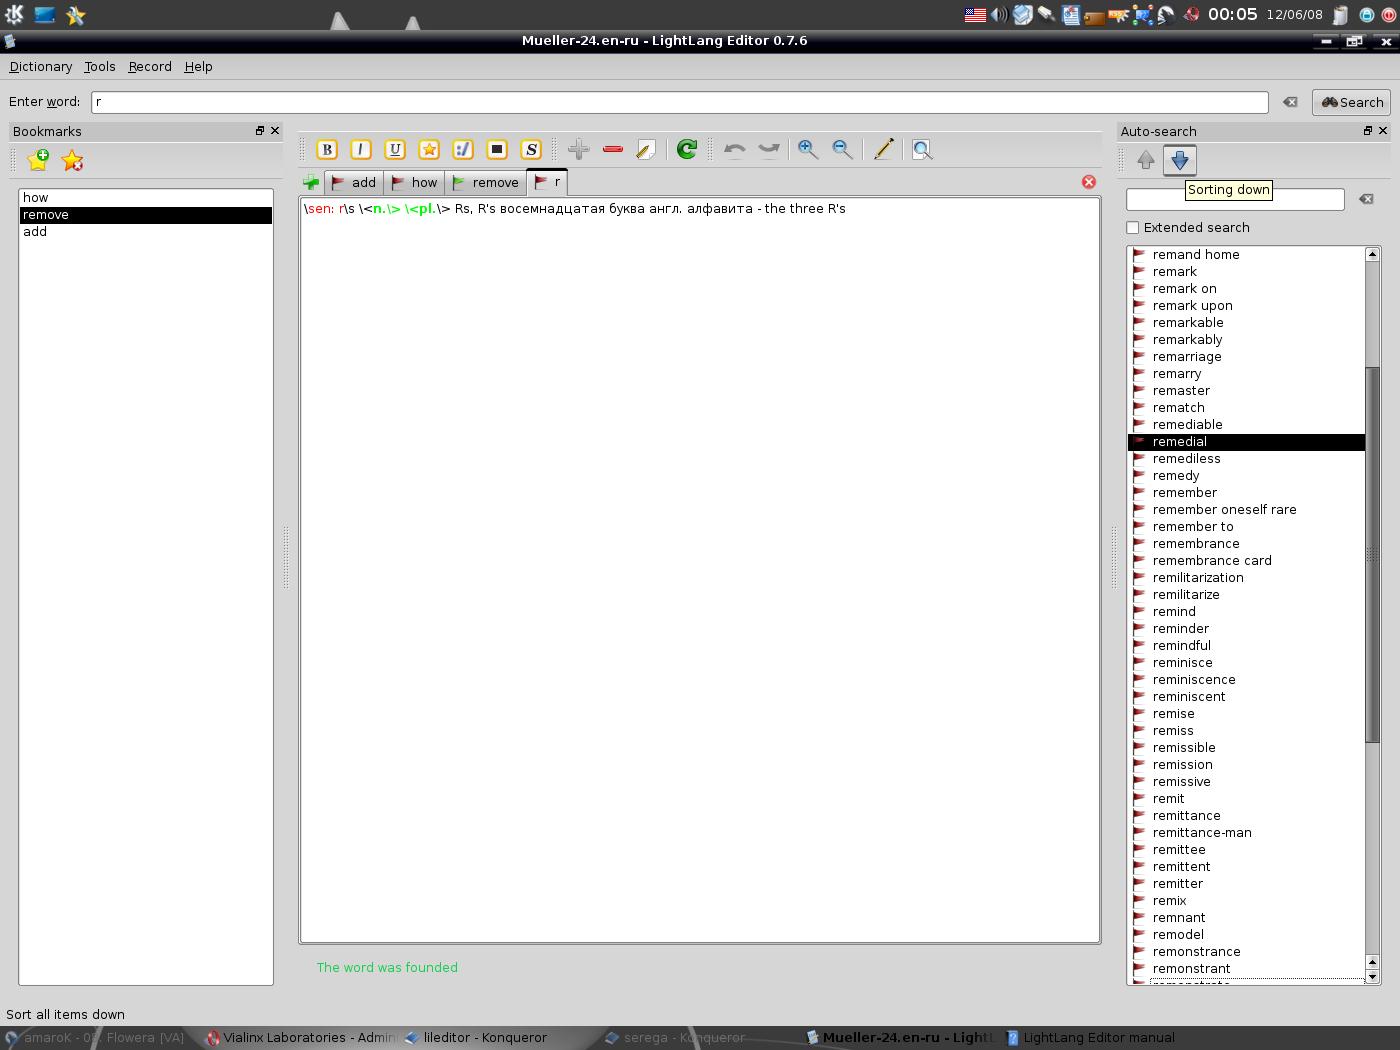 00:05 12/06/08
Mueller-24.en-ru - LightLang Editor 0.7.6
Dictionary Tools Record Help
Enter word: r Search
Bookmarks
how
remove
add
B I U S
add how remove r
\sen: r\s \<n.\> \<pl.\> Rs, R's восемнадцатая буква англ. алфавита - the three R's
The word was founded
Auto-search
Sorting down
Extended search
remand home
remark
remark on
remark upon
remarkable
remarkably
remarriage
remarry
remaster
rematch
remediable
remedial
remediless
remedy
remember
remember oneself rare
remember to
remembrance
remembrance card
remilitarization
remilitarize
remind
reminder
remindful
reminisce
reminiscence
reminiscent
remise
remiss
remissible
remission
remissive
remit
remittance
remittance-man
remittee
remittent
remitter
remix
remnant
remodel
remonstrance
remonstrant
remonstrate
Sort all items down
amaroK - 0 . Flowera [VA] Vialinx Laboratories - Admin lileditor - Konqueror serega - Konqueror Mueller-24.en-ru - LightL LightLang Editor manual